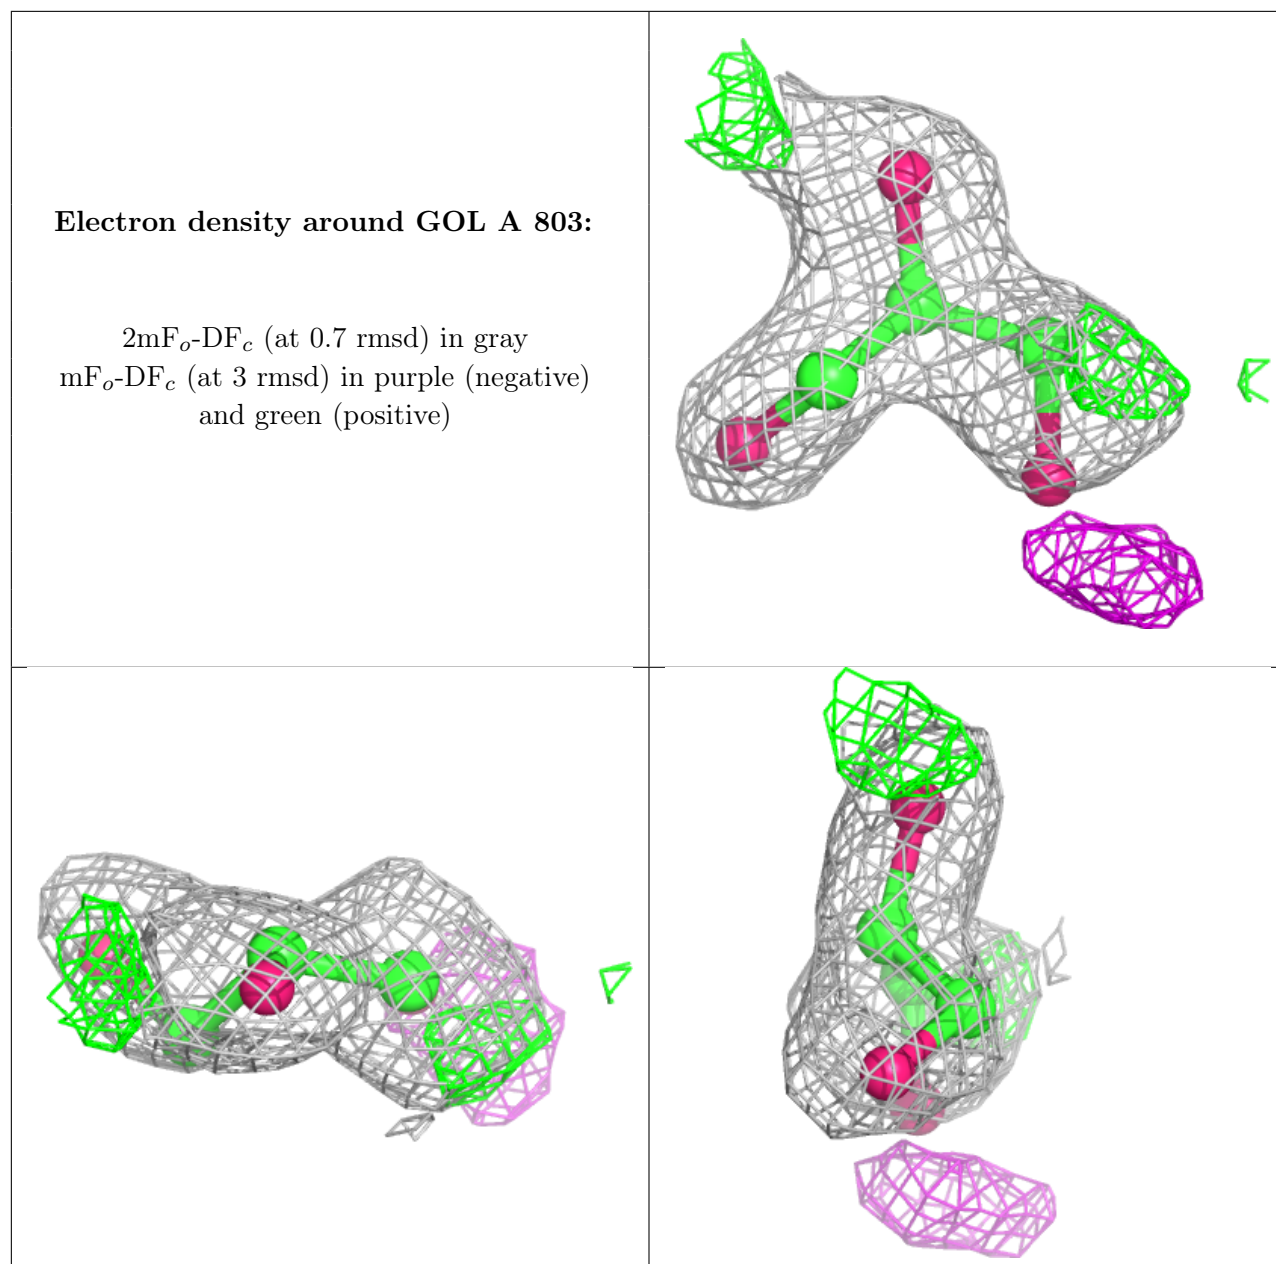 Electron density around GOL A 803:
2mFo-DFc (at 0.7 rmsd) in gray
mFo-DFc (at 3 rmsd) in purple (negative)
and green (positive)